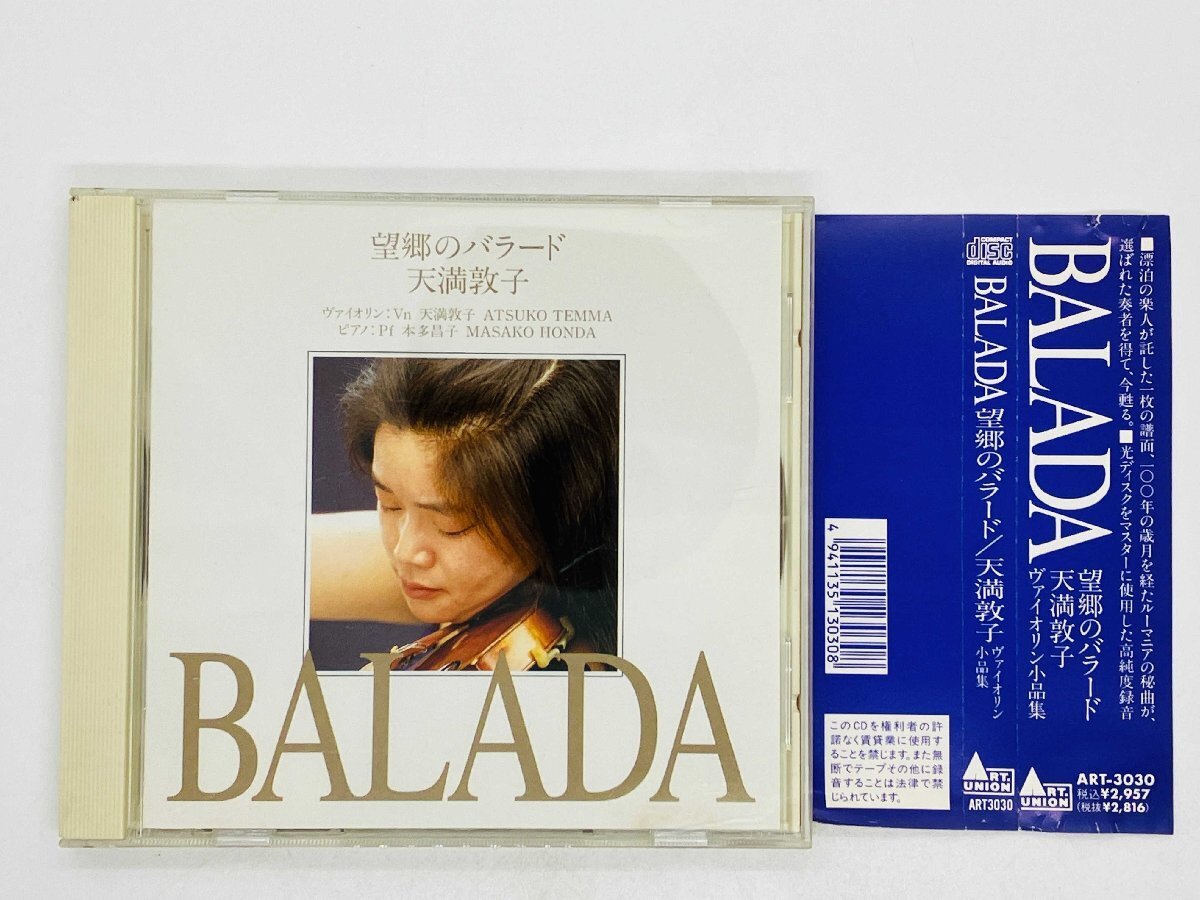 望郷のバラード
天満敦子
ヴァイオリン:Vn 天満敦子 ATSUKO TEMMA
ピアノ:Pf 本多昌子 MASAKO HONDA
BALADA
4 941135 130308
このCDを権利者の許
諾なく賃貸業に使用す
ることを禁じます。また無
断でテープその他に録
音することは法律で禁
じられています。
COMPACT
disc
DIGITAL AUDIO
BALADA 望郷のバラード/天満敦子 ヴァイオリン
小品集
ART.
UNION
ART3030
■漂泊の楽人が託した一枚の譜面、一〇〇年の歳月を経たルーマニアの秘曲が、
選ばれた奏者を得て、今甦る。■光ディスクをマスターに使用した高純度録音
BALADA
望郷のバラード
天満敦子
ヴァイオリン小品集
ART.
UNION
ART-3030
税込¥2,957
(税抜¥2,816)